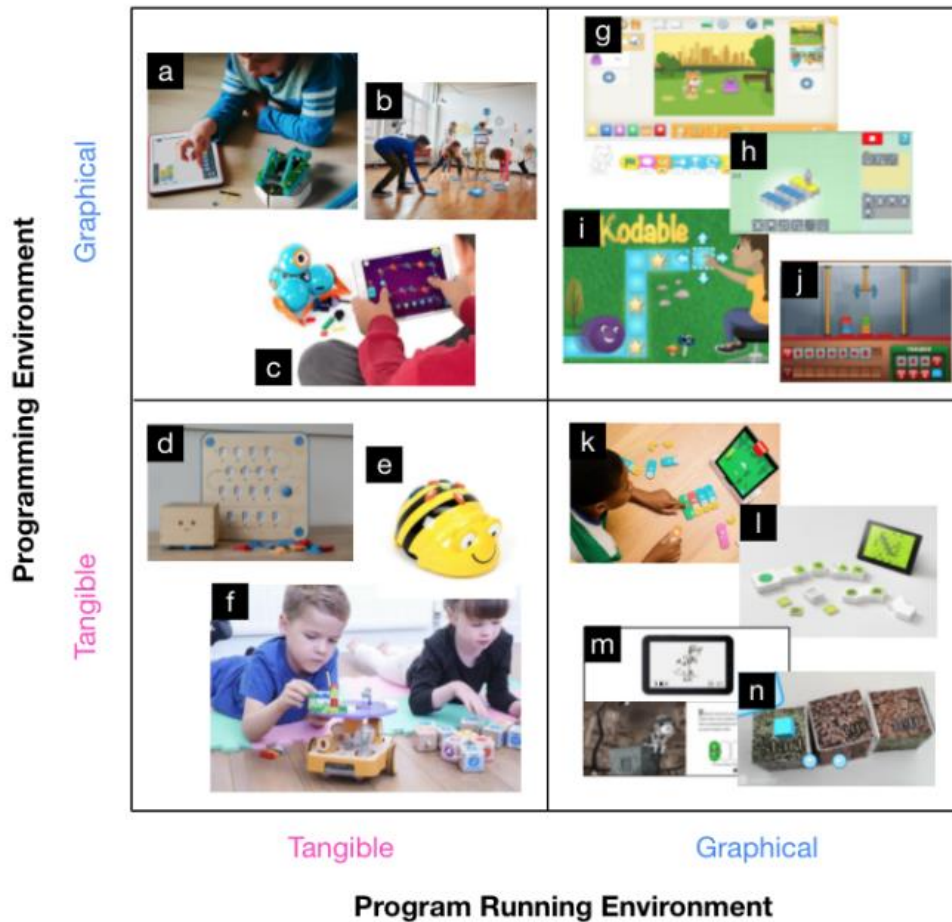 Programming Environment
Graphical
Tangible
a
b
c
g
h
i
Kodable
j
d
e
f
k
l
m
n
Tangible
Graphical
Program Running Environment